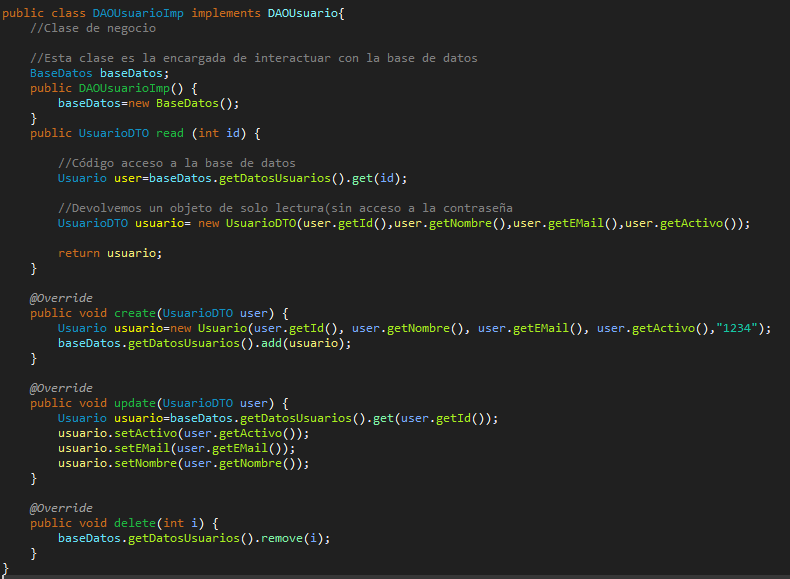 public class DAOUsuarioImp implements DAOUsuario{
//Clase de negocio
//Esta clase es la encargada de interactuar con la base de datos
BaseDatos baseDatos;
public DAOUsuarioImp() {
baseDatos=new BaseDatos();
}
public UsuarioDTO read (int id) {
//Código acceso a la base de datos
Usuario user=baseDatos.getDatosUsuarios().get(id);
//Devolvemos un objeto de solo lectura(sin acceso a la contraseña
UsuarioDTO usuario= new UsuarioDTO(user.getId(),user.getNombre(),user.getEMail(),user.getActivo());
return usuario;
}
@Override
public void create(UsuarioDTO user) {
Usuario usuario=new Usuario(user.getId(), user.getNombre(), user.getEMail(), user.getActivo(),"1234");
baseDatos.getDatosUsuarios().add(usuario);
}
@Override
public void update(UsuarioDTO user) {
Usuario usuario=baseDatos.getDatosUsuarios().get(user.getId());
usuario.setActivo(user.getActivo());
usuario.setEMail(user.getEMail());
usuario.setNombre(user.getNombre());
}
@Override
public void delete(int i) {
baseDatos.getDatosUsuarios().remove(i);
}
}